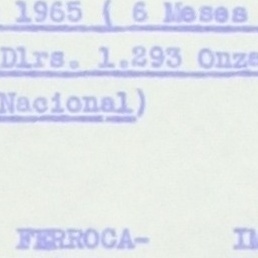 1965 ( 6 Meses
Dlrs. 1.293 Onza
Nacional)
FERROCA-